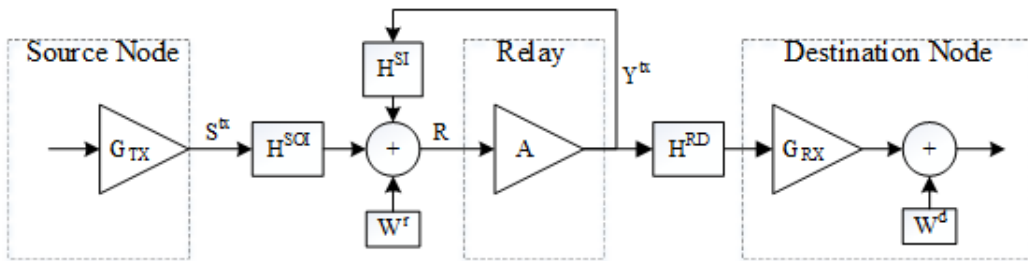 Source Node
Relay
Destination Node
H^SI
Y^tx
G_TX
S^tx
H^SOI
+
R
A
H^RD
G_RX
+
W^r
W^d